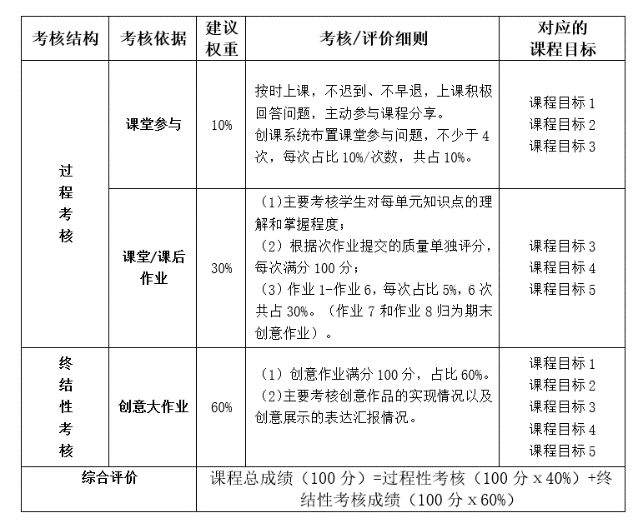 考核结构
考核依据
建议
权重
考核/评价细则
对应的
课程目标
过
程
考
核
课堂参与
10%
按时上课，不迟到、不早退，上课积极
回答问题，主动参与课程分享。
创课系统布置课堂参与问题，不少于 4
次，每次占比 10%/次数，共占 10%。
课程目标 1
课程目标 2
课程目标 3
课堂/课后
作业
30%
(1)主要考核学生对每单元知识点的理
解和掌握程度；
（2）根据次作业提交的质量单独评分，
每次满分 100 分；
(3）作业 1-作业 6，每次占比 5%，6 次
共占 30%。（作业 7 和作业 8 归为期末
创意作业）。
课程目标 3
课程目标 4
课程目标 5
终
结
性
考
核
创意大作业
60%
（1）创意作业满分 100 分，占比 60%。
(2)主要考核创意作品的实现情况以及
创意展示的表达汇报情况。
课程目标 1
课程目标 2
课程目标 3
课程目标 4
课程目标 5
综合评价
课程总成绩（100 分）=过程性考核（100 分 x 40%）+终
结性考核成绩（100 分 x 60%）